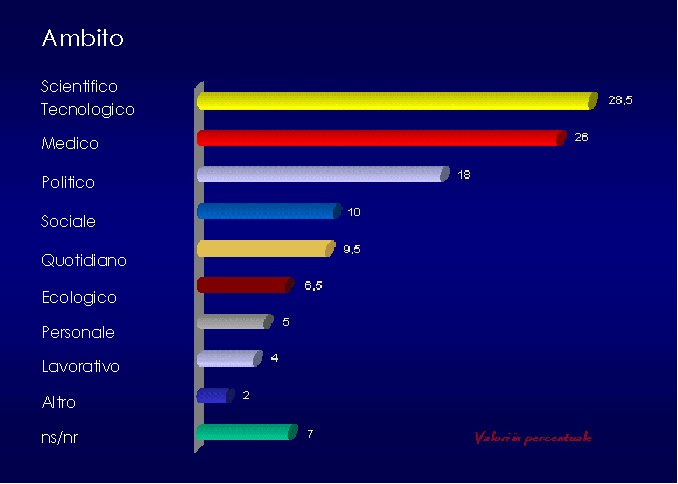 Ambito
Scientifico
Tecnologico
28,5
Medico 26
Politico 18
Sociale 10
Quotidiano 9,5
Ecologico 6,5
Personale 5
Lavorativo 4
Altro 2
ns/nr 7
Valori in percentuale